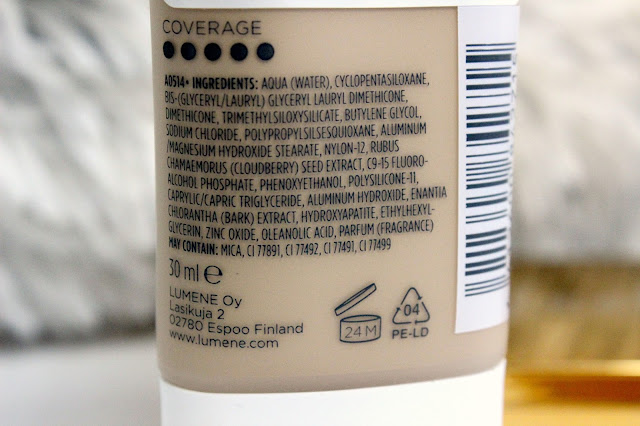 COVERAGE
A0514+ INGREDIENTS: AQUA (WATER), CYCLOPENTASILOXANE,
BIS-(GLYCERYL/LAURYL) GLYCERYL LAURYL DIMETHICONE,
DIMETHICONE, TRIMETHYLSILOXYSILICATE, BUTYLENE GLYCOL,
SODIUM CHLORIDE, POLYPROPYLSILSESQUIOXANE, ALUMINUM
/MAGNESIUM HYDROXIDE STEARATE, NYLON-12, RUBUS
CHAMAEMORUS (CLOUDBERRY) SEED EXTRACT, C9-15 FLUORO-
ALCOHOL PHOSPHATE, PHENOXYETHANOL, POLYSILICONE-11,
CAPRYLIC/CAPRIC TRIGLYCERIDE, ALUMINUM HYDROXIDE, ENANTIA
CHLORANTHA (BARK) EXTRACT, HYDROXYAPATITE, ETHYLHEXYL-
GLYCERIN, ZINC OXIDE, OLEANOLIC ACID, PARFUM (FRAGRANCE)
MAY CONTAIN: MICA, CI 77891, CI 77492, CI 77491, CI 77499
30 ml ℮
LUMENE Oy
Lasikuja 2
02780 Espoo Finland
www.lumene.com
24 M
04
PE-LD